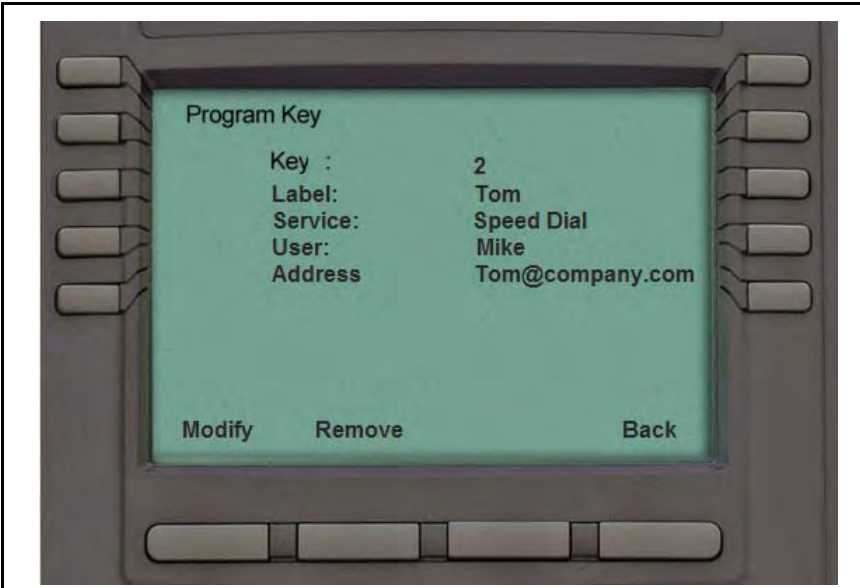 Program Key
Key : 2
Label: Tom
Service: Speed Dial
User: Mike
Address Tom@company.com
Modify Remove Back